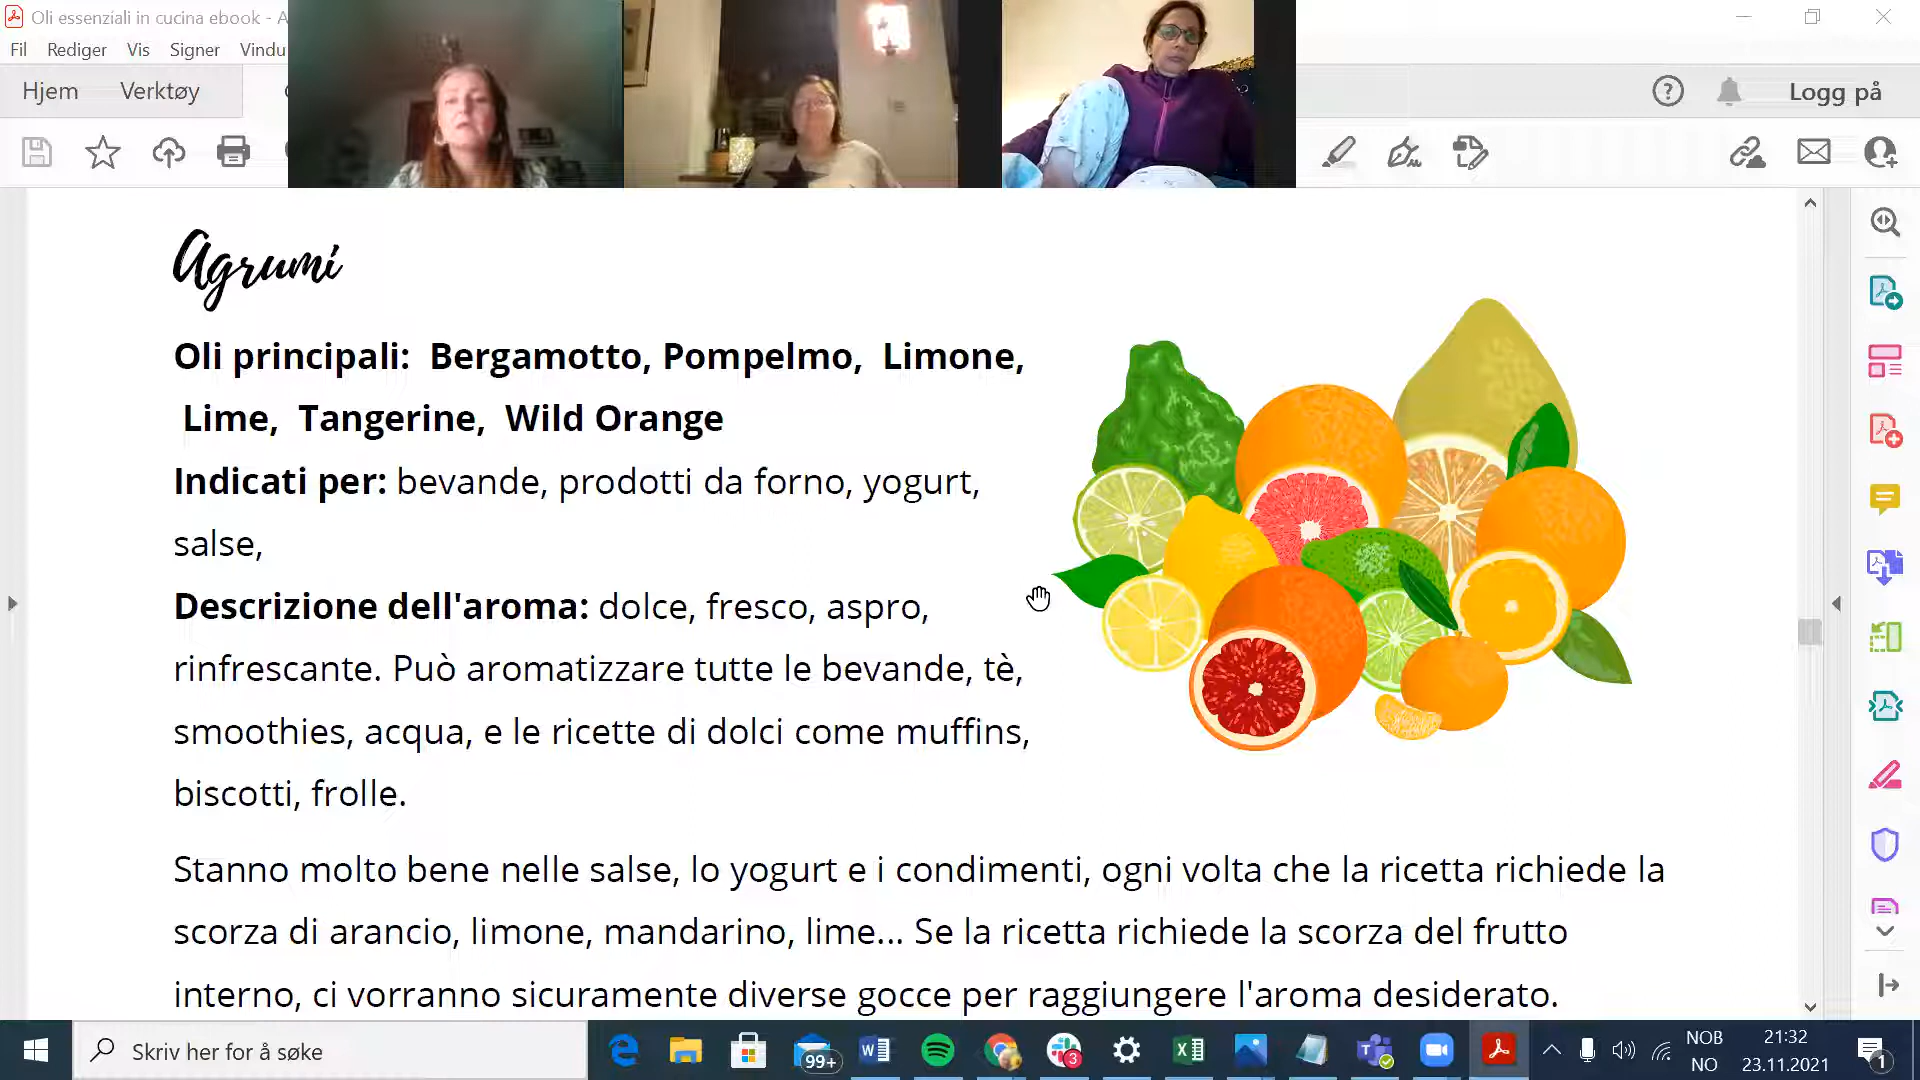 Oli essenziali in cucina ebook - A
Fil Rediger Vis Signer Vindu
Hjem Verktøy
Logg på
Agrumi
Oli principali: Bergamotto, Pompelmo, Limone,
Lime, Tangerine, Wild Orange
Indicati per: bevande, prodotti da forno, yogurt,
salse,
Descrizione dell'aroma: dolce, fresco, aspro,
rinfrescante. Può aromatizzare tutte le bevande, tè,
smoothies, acqua, e le ricette di dolci come muffins,
biscotti, frolle.
Stanno molto bene nelle salse, lo yogurt e i condimenti, ogni volta che la ricetta richiede la
scorza di arancio, limone, mandarino, lime... Se la ricetta richiede la scorza del frutto
interno, ci vorranno sicuramente diverse gocce per raggiungere l'aroma desiderato.
Skriv her for å søke
99+
3
NOB
NO
21:32
23.11.2021
1